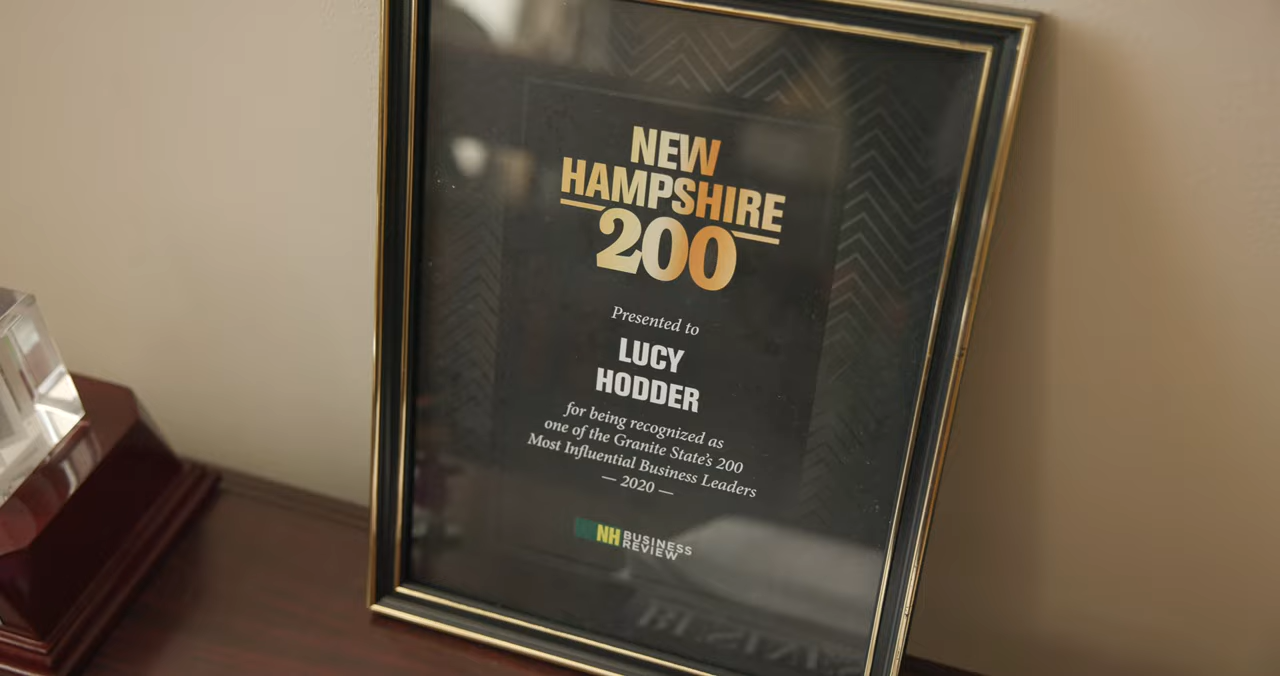 NEW
HAMPSHIRE
200
Presented to
LUCY
HODDER
for being recognized as
one of the Granite State's 200
Most Influential Business Leaders
— 2020 —
NH BUSINESS
REVIEW